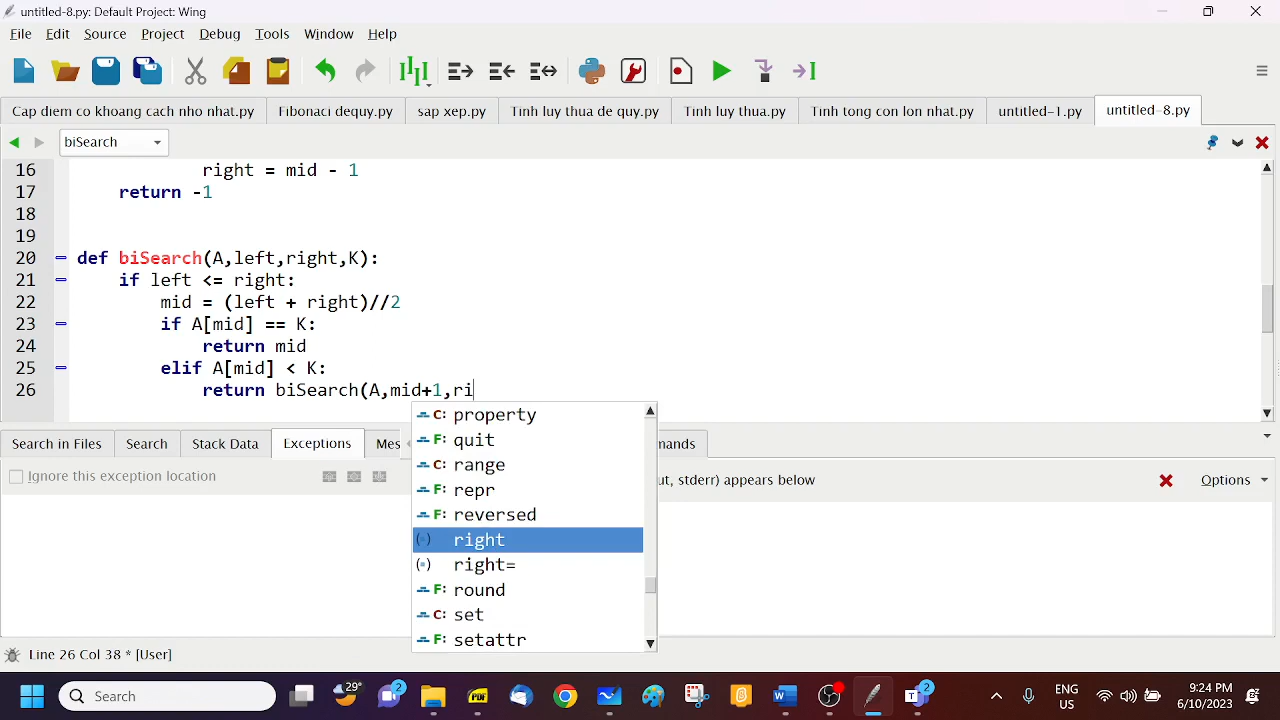 untitled-8.py: Default Project: Wing
File Edit Source Project Debug Tools Window Help
Cap diem co khoang cach nho nhat.py Fibonaci dequy.py sap xep.py Tinh luy thua de quy.py Tinh luy thua.py Tinh tong con lon nhat.py untitled-1.py untitled-8.py
biSearch
16 right = mid - 1
17 return -1
18
19
20 def biSearch(A,left,right,K):
21 if left <= right:
22 mid = (left + right)//2
23 if A[mid] == K:
24 return mid
25 elif A[mid] < K:
26 return biSearch(A,mid+1,ri
C: property
F: quit
C: range
F: repr
F: reversed
right
right=
F: round
C: set
F: setattr
Search in Files Search Stack Data Exceptions Mes mands
Ignore this exception location ut, stderr) appears below Options
Line 26 Col 38 * [User]
Search 29° 2 PDF 2 ENG US 9:24 PM 6/10/2023